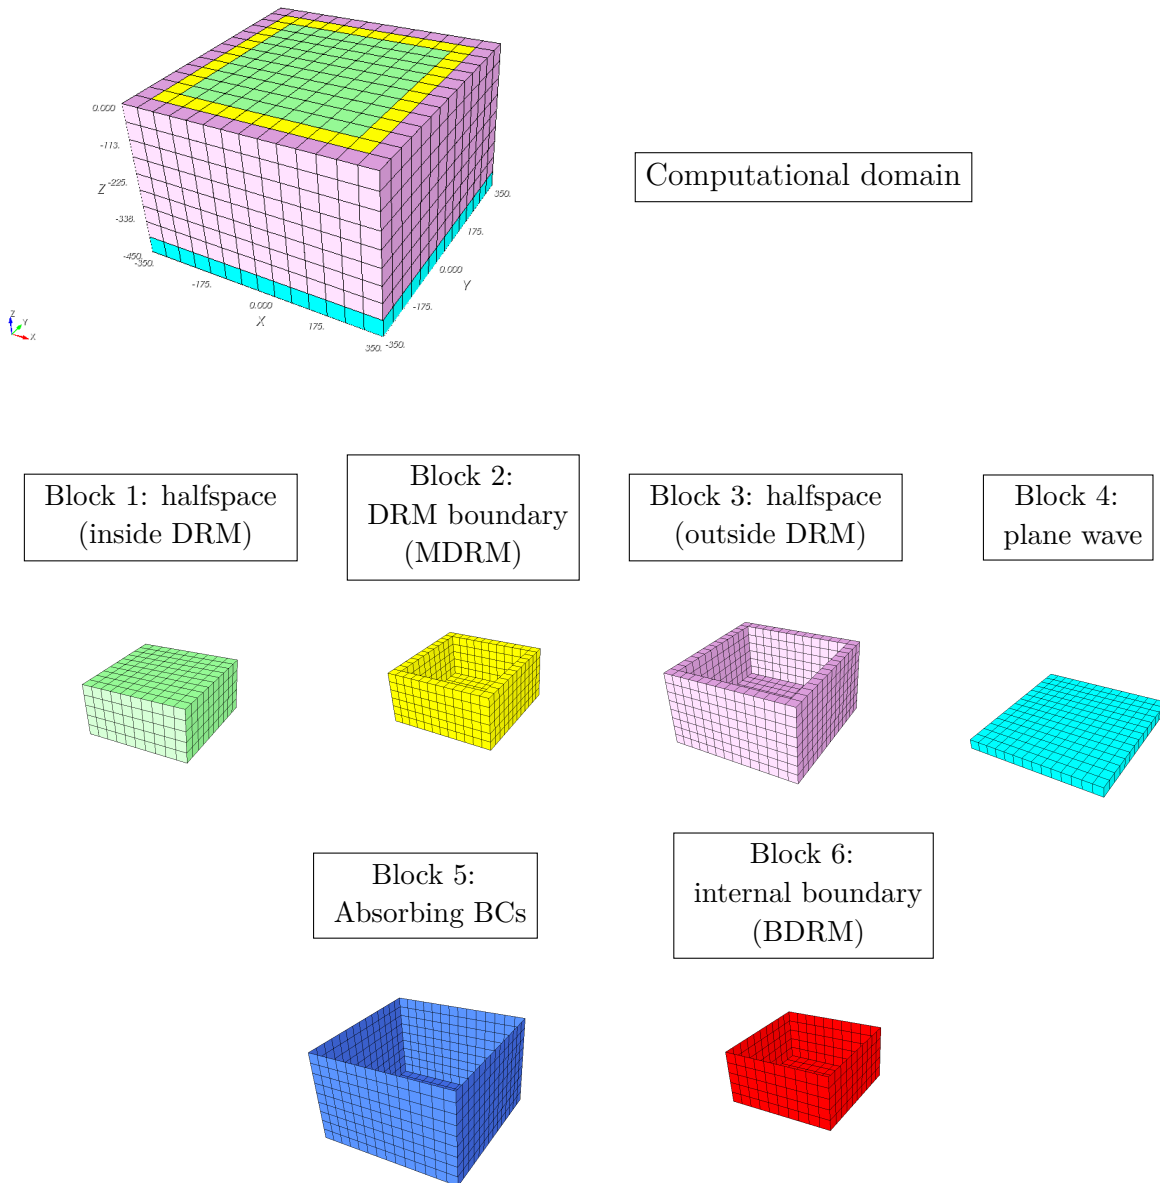 0.000
-113.
Z
-225.
-338.
-450.
-350.
-175.
0.000
X
175.
350.
-350.
-175.
Y
0.000
175.
350.
Z
Y
X
Computational domain
Block 1: halfspace
(inside DRM)
Block 2:
DRM boundary
(MDRM)
Block 3: halfspace
(outside DRM)
Block 4:
plane wave
Block 5:
Absorbing BCs
Block 6:
internal boundary
(BDRM)